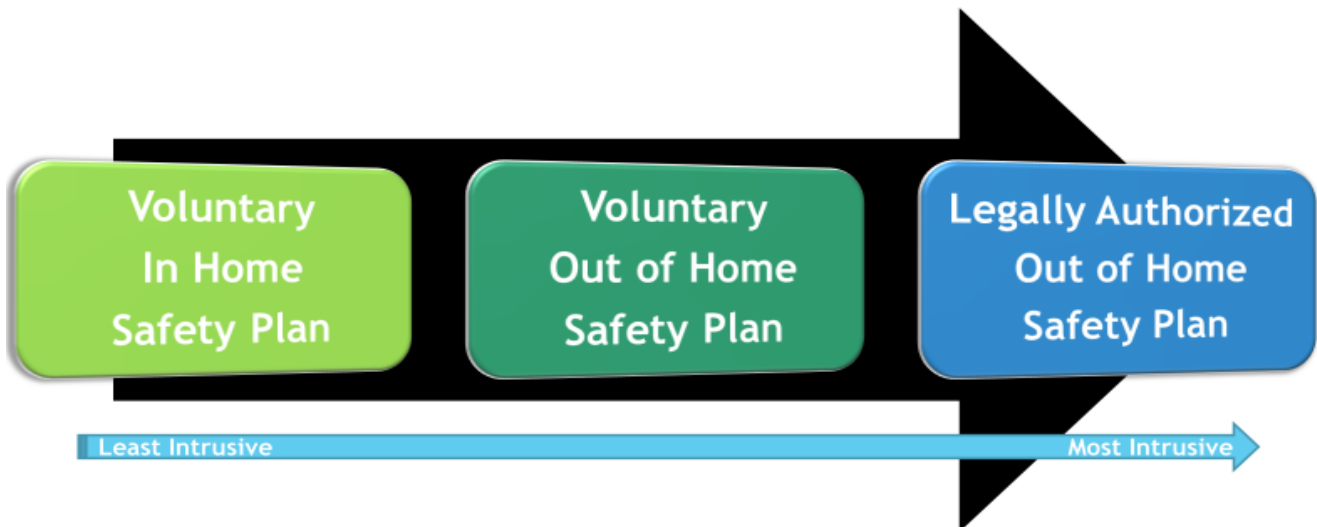 Voluntary
In Home
Safety Plan
Voluntary
Out of Home
Safety Plan
Legally Authorized
Out of Home
Safety Plan
Least Intrusive
Most Intrusive